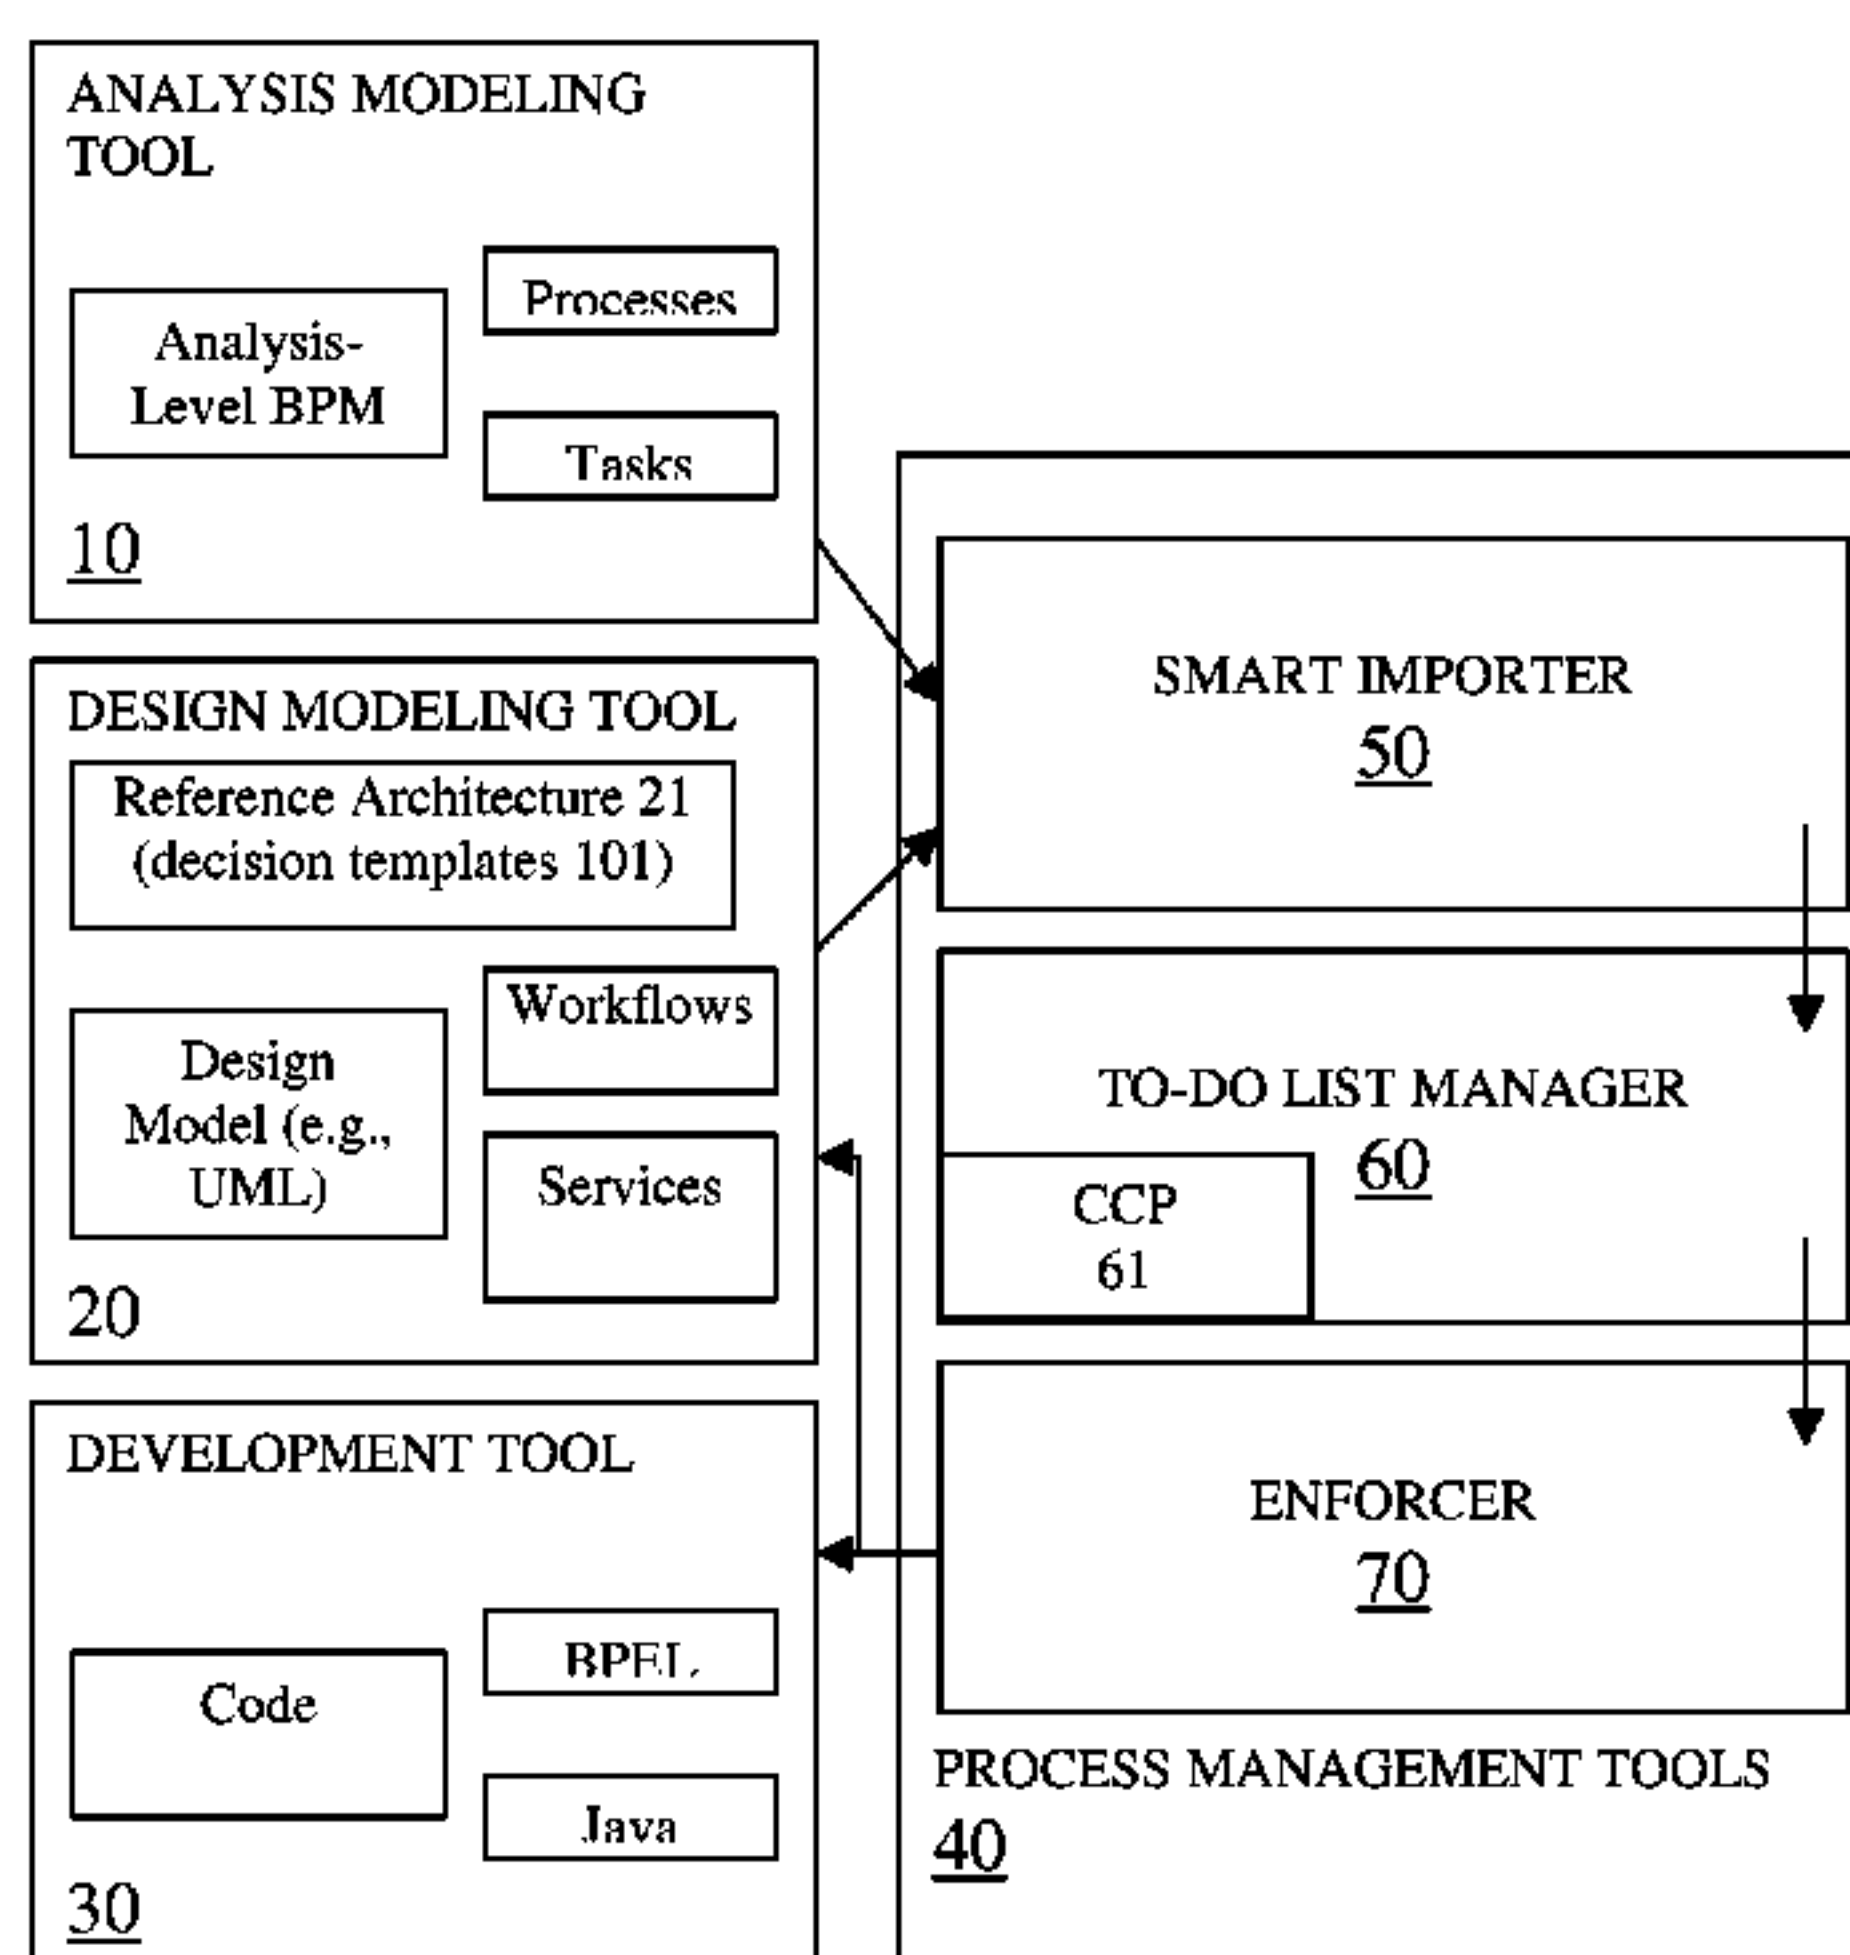 ANALYSIS MODELING
TOOL
Processes
Analysis-
Level BPM
Tasks
10
DESIGN MODELING TOOL
Reference Architecture 21
(decision templates 101)
Workflows
Design
Model (e.g.,
UML)
Services
20
DEVELOPMENT TOOL
BPEL,
Code
Java
30
SMART IMPORTER
50
TO-DO LIST MANAGER
60
CCP
61
ENFORCER
70
PROCESS MANAGEMENT TOOLS
40